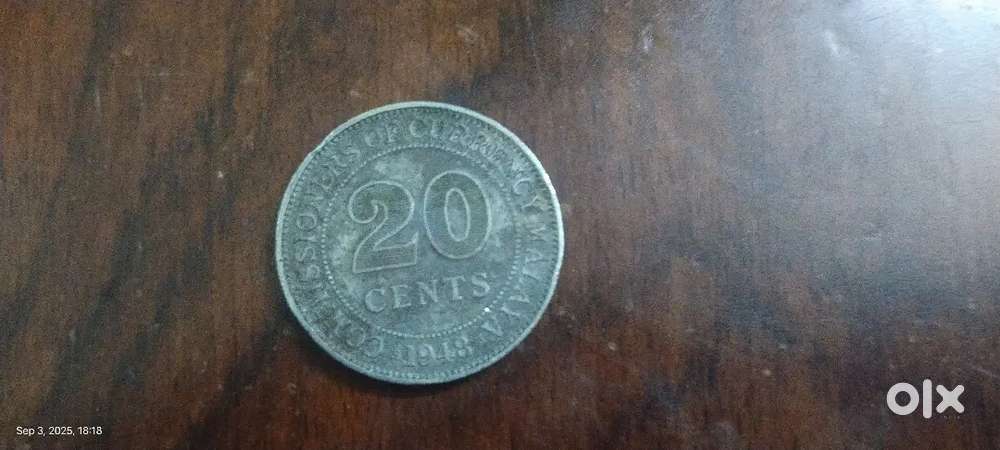 COMMISSIONERS OF CURRENCY MALAYA
20
CENTS
1948
Sep 3, 2025, 18:18
olx